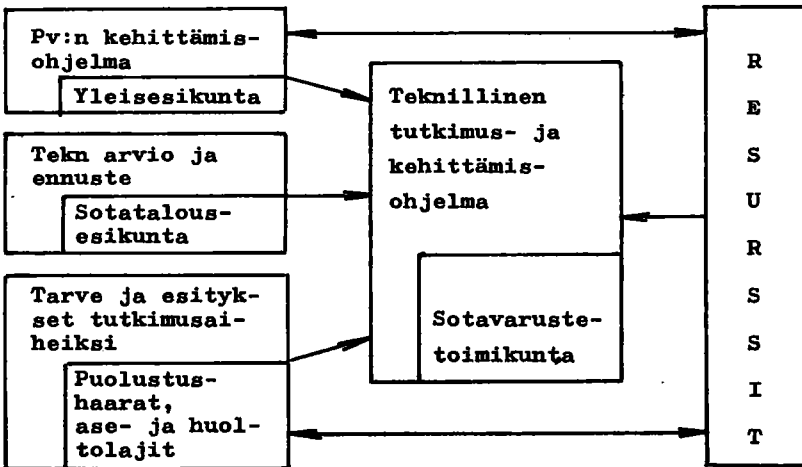 Pv:n kehittämis-
ohjelma
Yleisesikunta
Tekn arvio ja
ennuste
Sotatalous-
esikunta
Tarve ja esityk-
set tutkimusai-
heiksi
Puolustus-
haarat,
ase- ja huol-
tolajit
Teknillinen
tutkimus- ja
kehittämis-
ohjelma
Sotavaruste-
toimikunta
R
E
S
U
R
S
S
I
T